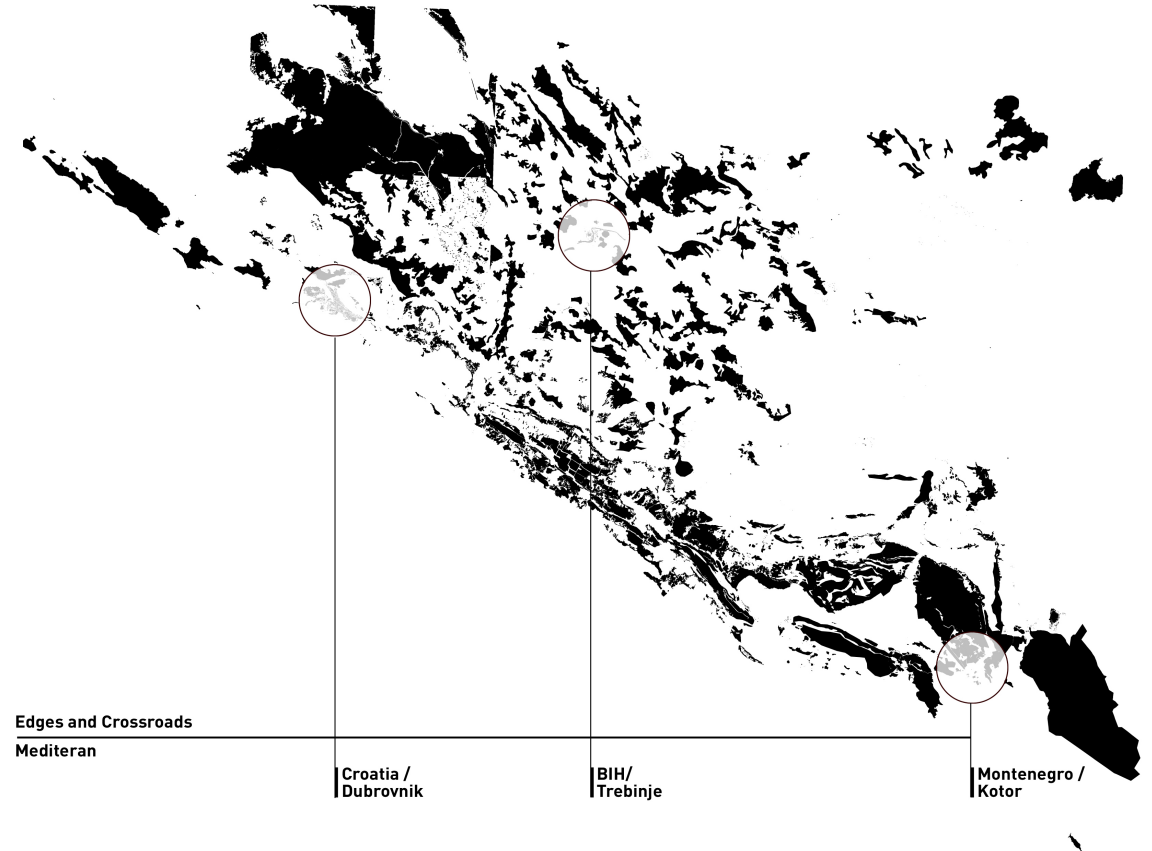 Edges and Crossroads
Mediteran
Croatia /
Dubrovnik
BIH/
Trebinje
Montenegro /
Kotor